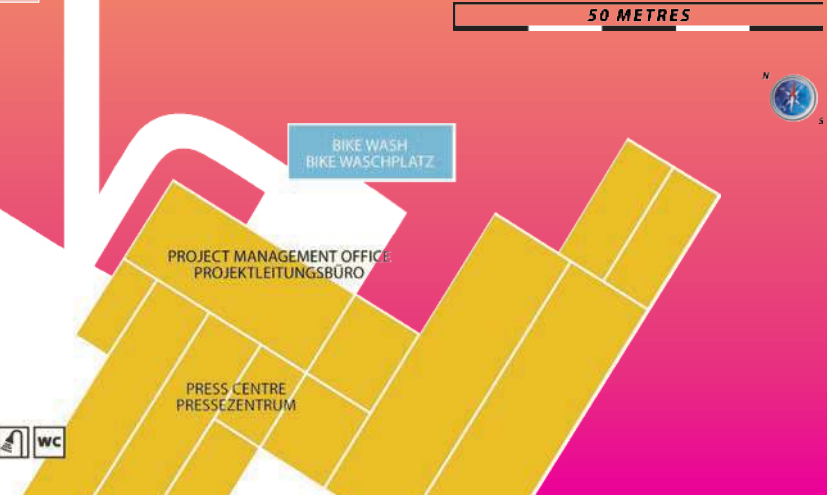 50 METRES
N
S
BIKE WASH
BIKE WASCHPLATZ
PROJECT MANAGEMENT OFFICE
PROJEKTLEITUNGSBÜRO
PRESS CENTRE
PRESSEZENTRUM
WC